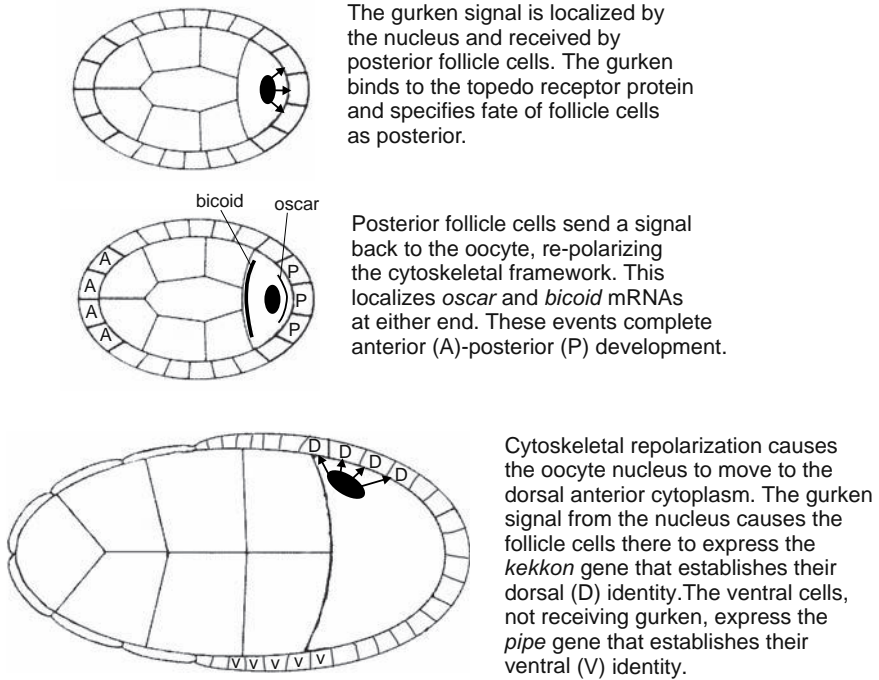 The gurken signal is localized by
the nucleus and received by
posterior follicle cells. The gurken
binds to the topedo receptor protein
and specifies fate of follicle cells
as posterior.
bicoid oscar
A
A
A
A
P
P
P
Posterior follicle cells send a signal
back to the oocyte, re-polarizing
the cytoskeletal framework. This
localizes oscar and bicoid mRNAs
at either end. These events complete
anterior (A)-posterior (P) development.
D D D D
V V V V V
Cytoskeletal repolarization causes
the oocyte nucleus to move to the
dorsal anterior cytoplasm. The gurken
signal from the nucleus causes the
follicle cells there to express the
kekkon gene that establishes their
dorsal (D) identity.The ventral cells,
not receiving gurken, express the
pipe gene that establishes their
ventral (V) identity.